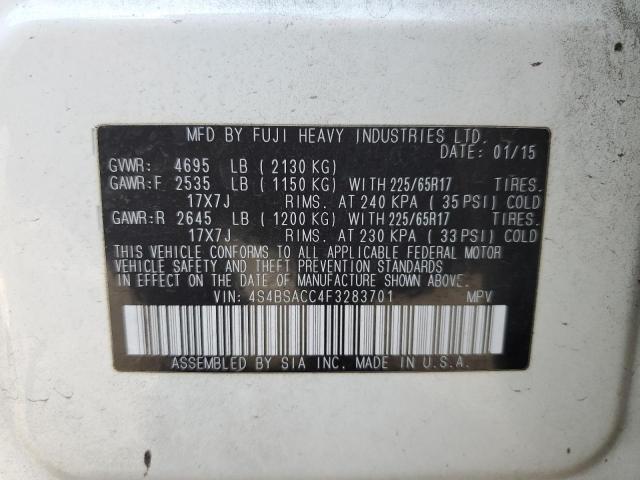 MFD BY FUJI HEAVY INDUSTRIES LTD.
DATE: 01/15
GVWR: 4695 LB ( 2130 KG)
GAWR:F 2535 LB ( 1150 KG) WITH 225/65R17 TIRES.
17X7J RIMS. AT 240 KPA ( 35 PSI) COLD
GAWR:R 2645 LB ( 1200 KG) WITH 225/65R17 TIRES.
17X7J RIMS. AT 230 KPA ( 33 PSI) COLD
THIS VEHICLE CONFORMS TO ALL APPLICABLE FEDERAL MOTOR
VEHICLE SAFETY AND THEFT PREVENTION STANDARDS
IN EFFECT ON THE DATE OF MANUFACTURE SHOWN ABOVE.
VIN: 4S4BSACC4F3283701 MPV
ASSEMBLED BY SIA INC. MADE IN U.S.A.